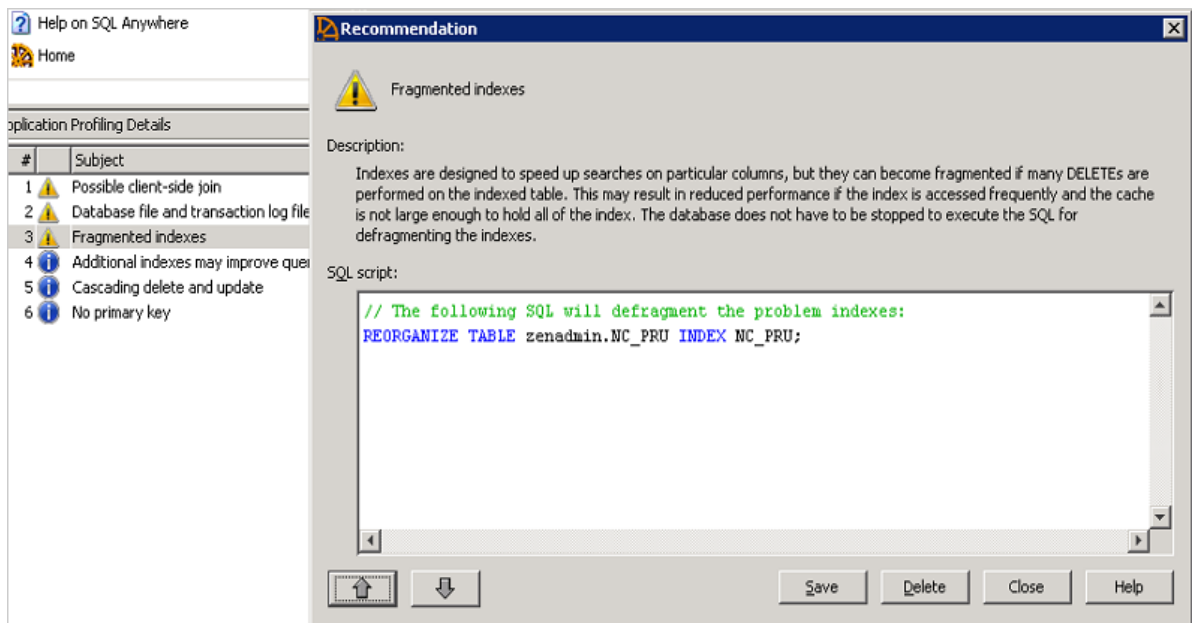 Help on SQL Anywhere
Home
pplication Profiling Details
# Subject
1 Possible client-side join
2 Database file and transaction log file
3 Fragmented indexes
4 Additional indexes may improve quer
5 Cascading delete and update
6 No primary key
Recommendation
Fragmented indexes
Description:
Indexes are designed to speed up searches on particular columns, but they can become fragmented if many DELETEs are
performed on the indexed table. This may result in reduced performance if the index is accessed frequently and the cache
is not large enough to hold all of the index. The database does not have to be stopped to execute the SQL for
defragmenting the indexes.
SQL script:
// The following SQL will defragment the problem indexes:
REORGANIZE TABLE zenadmin.NC_PRU INDEX NC_PRU;
Save Delete Close Help